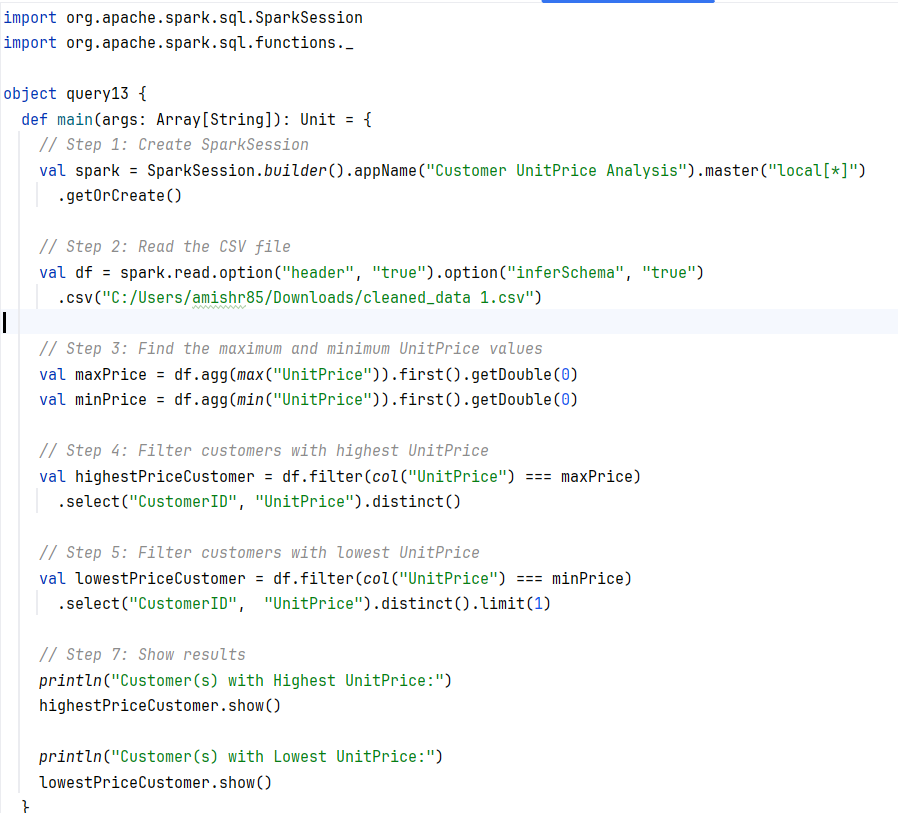 import org.apache.spark.sql.SparkSession
import org.apache.spark.sql.functions._
object query13 {
  def main(args: Array[String]): Unit = {
    // Step 1: Create SparkSession
    val spark = SparkSession.builder().appName("Customer UnitPrice Analysis").master("local[*]")
      .getOrCreate()
    // Step 2: Read the CSV file
    val df = spark.read.option("header", "true").option("inferSchema", "true")
      .csv("C:/Users/amishr85/Downloads/cleaned_data 1.csv")
    // Step 3: Find the maximum and minimum UnitPrice values
    val maxPrice = df.agg(max("UnitPrice")).first().getDouble(0)
    val minPrice = df.agg(min("UnitPrice")).first().getDouble(0)
    // Step 4: Filter customers with highest UnitPrice
    val highestPriceCustomer = df.filter(col("UnitPrice") === maxPrice)
      .select("CustomerID", "UnitPrice").distinct()
    // Step 5: Filter customers with lowest UnitPrice
    val lowestPriceCustomer = df.filter(col("UnitPrice") === minPrice)
      .select("CustomerID",  "UnitPrice").distinct().limit(1)
    // Step 7: Show results
    println("Customer(s) with Highest UnitPrice:")
    highestPriceCustomer.show()
    println("Customer(s) with Lowest UnitPrice:")
    lowestPriceCustomer.show()
  }